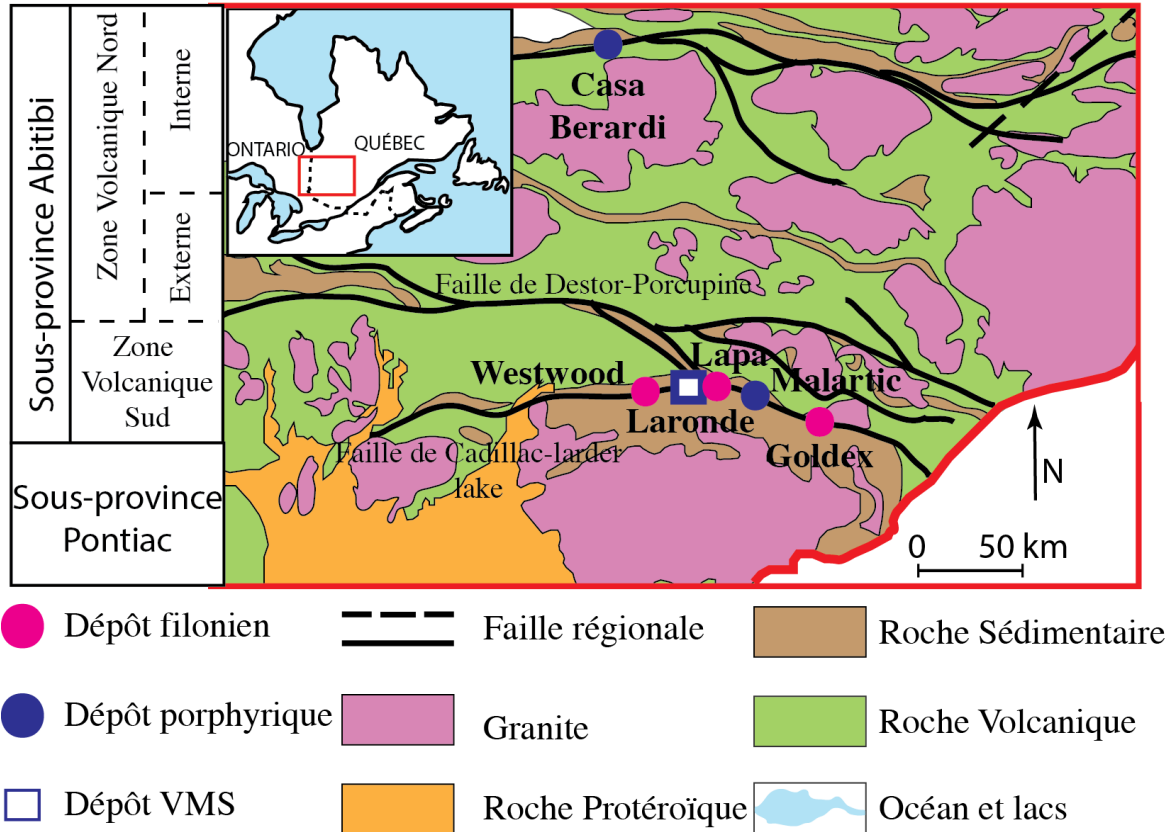 Sous-province Abitibi
Zone Volcanique Nord
Interne
Externe
Zone
Volcanique
Sud
Sous-province
Pontiac
ONTARIO
QUÉBEC
Casa
Berardi
Faille de Destor-Porcupine
Westwood
Lapa
Malartic
Laronde
Goldex
Faille de Cadillac-larder
lake
N
0 50 km
Dépôt filonien
Faille régionale
Roche Sédimentaire
Dépôt porphyrique
Granite
Roche Volcanique
Dépôt VMS
Roche Protéroïque
Océan et lacs